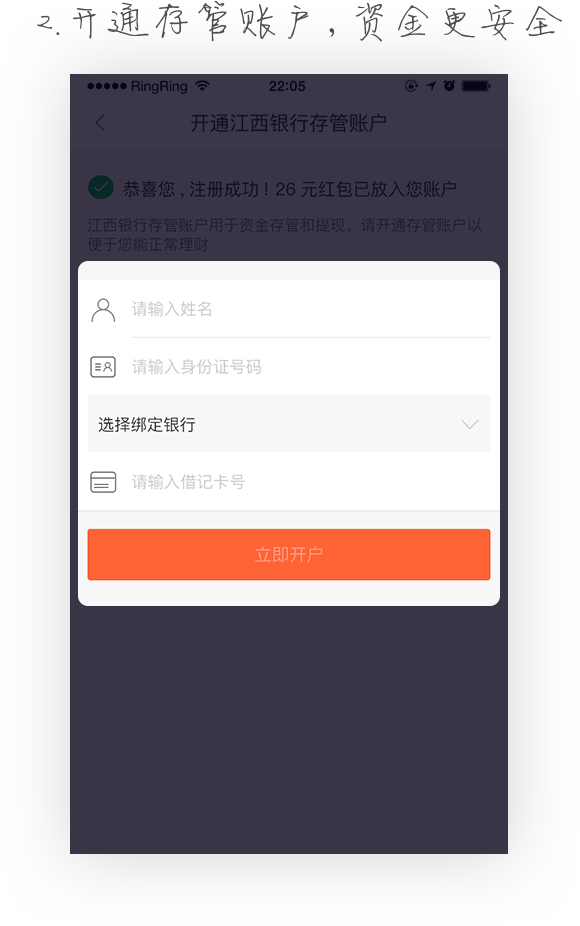 2.开通存管账户，资金更安全
RingRing 22:05
开通江西银行存管账户
恭喜您，注册成功！26 元红包已放入您账户
江西银行存管账户用于资金存管和提现。请开通存管账户以
便于您能正常理财
请输入姓名
请输入身份证号码
选择绑定银行
请输入借记卡号
立即开户